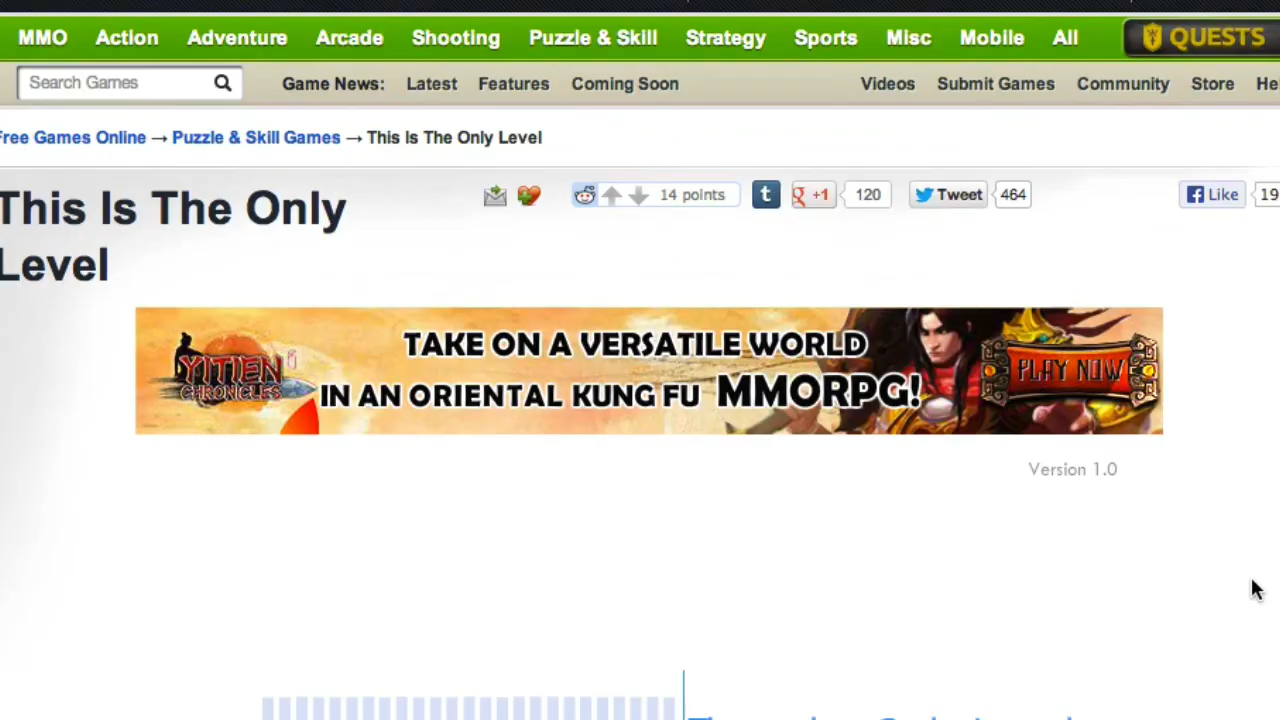 MMO Action Adventure Arcade Shooting Puzzle & Skill Strategy Sports Misc Mobile All QUESTS
Search Games Game News: Latest Features Coming Soon Videos Submit Games Community Store
Free Games Online → Puzzle & Skill Games → This Is The Only Level
This Is The Only
Level
14 points t g +1 120 Tweet 464 Like 19
YITIEN
CHRONICLES
TAKE ON A VERSATILE WORLD
IN AN ORIENTAL KUNG FU MMORPG!
PLAY NOW
Version 1.0